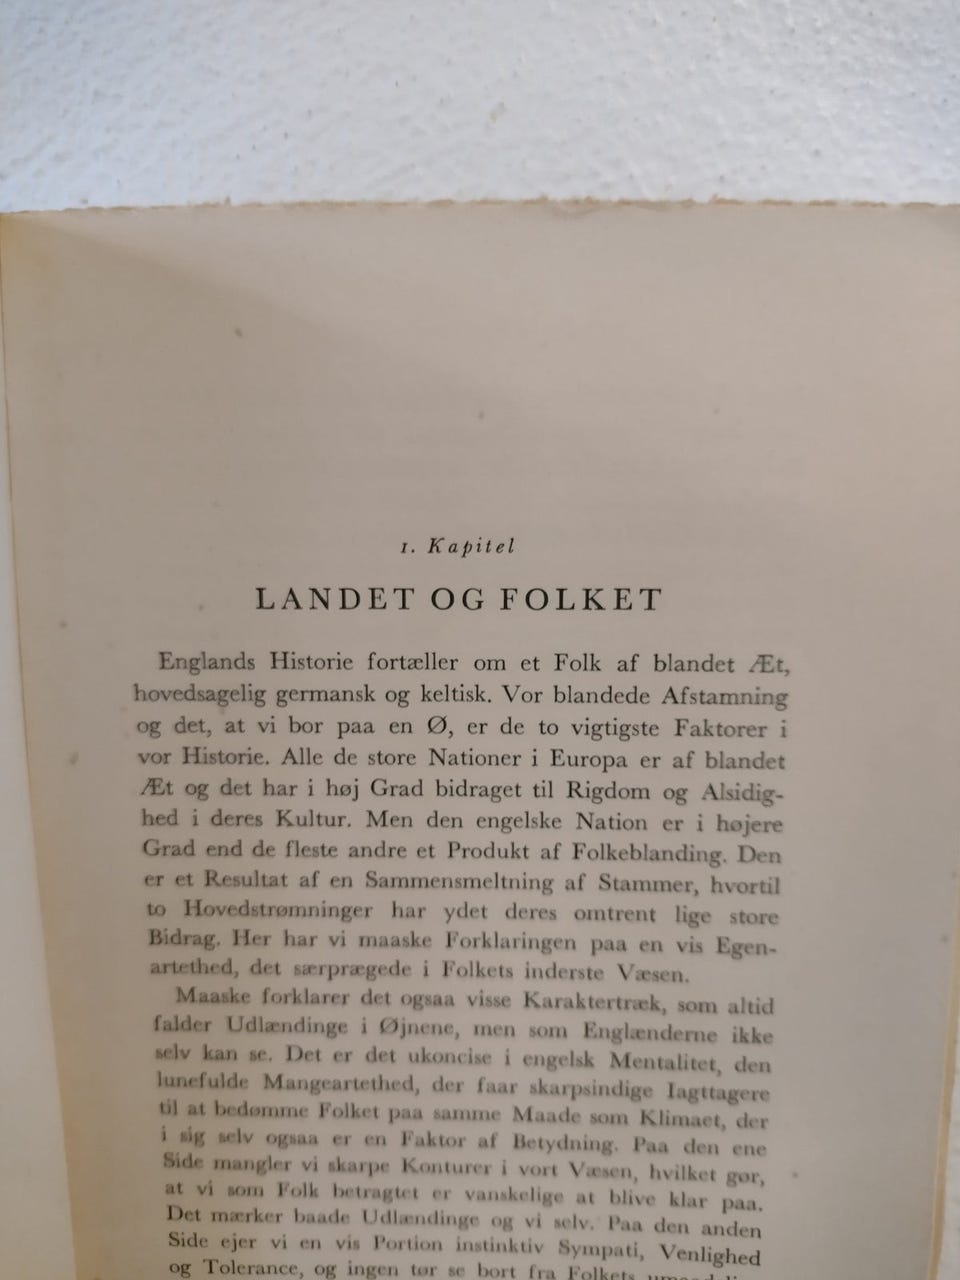 1. Kapitel
LANDET OG FOLKET
Englands Historie fortæller om et Folk af blandet Æt,
hovedsagelig germansk og keltisk. Vor blandede Afstamning
og det, at vi bor paa en Ø, er de to vigtigste Faktorer i
vor Historie. Alle de store Nationer i Europa er af blandet
Æt og det har i høj Grad bidraget til Rigdom og Alsidig-
hed i deres Kultur. Men den engelske Nation er i højere
Grad end de fleste andre et Produkt af Folkeblanding. Den
er et Resultat af en Sammensmeltning af Stammer, hvortil
to Hovedstrømninger har ydet deres omtrent lige store
Bidrag. Her har vi maaske Forklaringen paa en vis Egen-
artethed, det særprægede i Folkets inderste Væsen.
Maaske forklarer det ogsaa visse Karaktertræk, som altid
falder Udlændinge i Øjnene, men som Englænderne ikke
selv kan se. Det er det ukoncise i engelsk Mentalitet, den
lunefulde Mangeartethed, der faar skarpsindige Iagttagere
til at bedømme Folket paa samme Maade som Klimaet, der
i sig selv ogsaa er en Faktor af Betydning. Paa den ene
Side mangler vi skarpe Konturer i vort Væsen, hvilket gør,
at vi som Folk betragtet er vanskelige at blive klar paa.
Det mærker baade Udlændinge og vi selv. Paa den anden
Side ejer vi en vis Portion instinktiv Sympati, Venlighed
og Tolerance, og ingen tør se bort fra Folkets